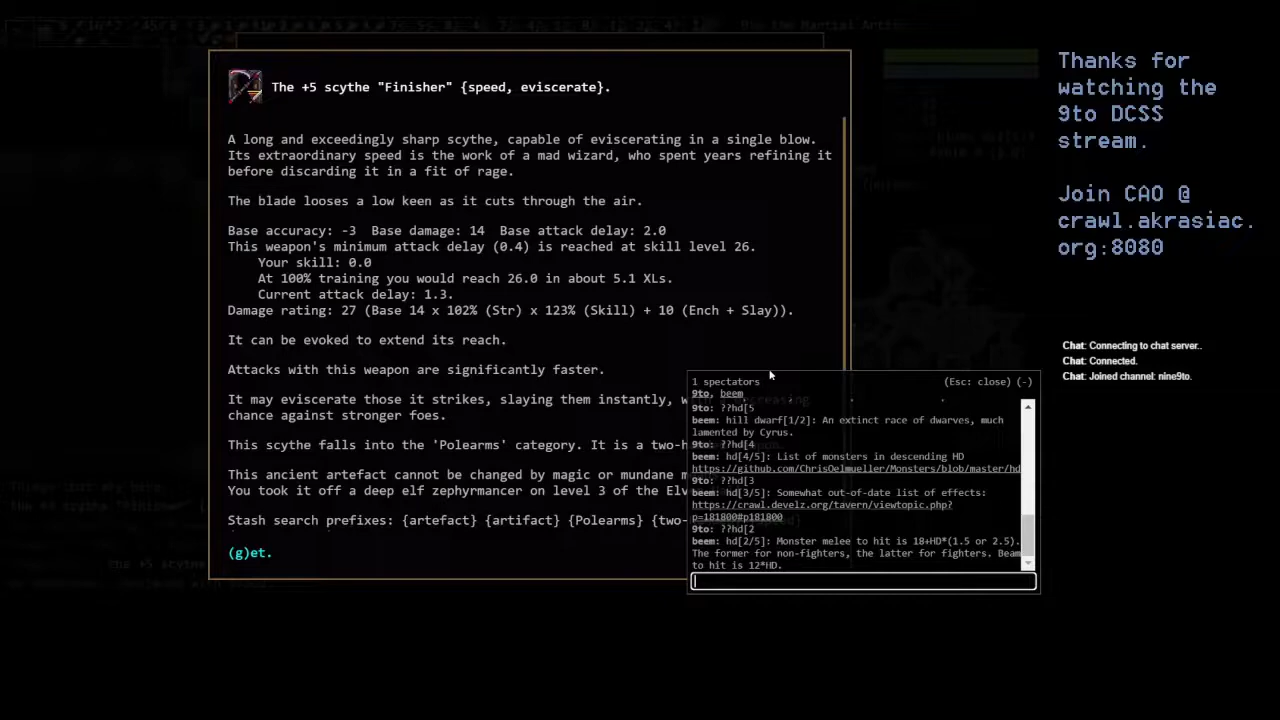 The +5 scythe "Finisher" {speed, eviscerate}.
A long and exceedingly sharp scythe, capable of eviscerating in a single blow.
Its extraordinary speed is the work of a mad wizard, who spent years refining it
before discarding it in a fit of rage.
The blade looses a low keen as it cuts through the air.
Base accuracy: -3  Base damage: 14  Base attack delay: 2.0
This weapon's minimum attack delay (0.4) is reached at skill level 26.
Your skill: 0.0
At 100% training you would reach 26.0 in about 5.1 XLs.
Current attack delay: 1.3.
Damage rating: 27 (Base 14 x 102% (Str) x 123% (Skill) + 10 (Ench + Slay)).
It can be evoked to extend its reach.
Attacks with this weapon are significantly faster.
It may eviscerate those it strikes, slaying them instantly, with a decreasing
chance against stronger foes.
This scythe falls into the 'Polearms' category. It is a two-h
This ancient artefact cannot be changed by magic or mundane m
You took it off a deep elf zephyrmancer on level 3 of the Elv
Stash search prefixes: {artefact} {artifact} {Polearms} {two-
(g)et.
1 spectators (Esc: close) (-)
9to, beem
9to: ??hd[5
beem: hill dwarf[1/2]: An extinct race of dwarves, much
lamented by Cyrus.
9to: ??hd[4
beem: hd[4/5]: List of monsters in descending HD
https://github.com/ChrisOelmueller/Monsters/blob/master/hd
9to: ??hd[3
beem: hd[3/5]: Somewhat out-of-date list of effects:
https://crawl.develz.org/tavern/viewtopic.php?
p=181800#p181800
9to: ??hd[2
beem: hd[2/5]: Monster melee to hit is 18+HD*(1.5 or 2.5).
The former for non-fighters, the latter for fighters. Beam
to hit is 12*HD.
Thanks for
watching the
9to DCSS
stream.
Join CAO @
crawl.akrasiac.
org:8080
Chat: Connecting to chat server..
Chat: Connected.
Chat: Joined channel: nine9to.